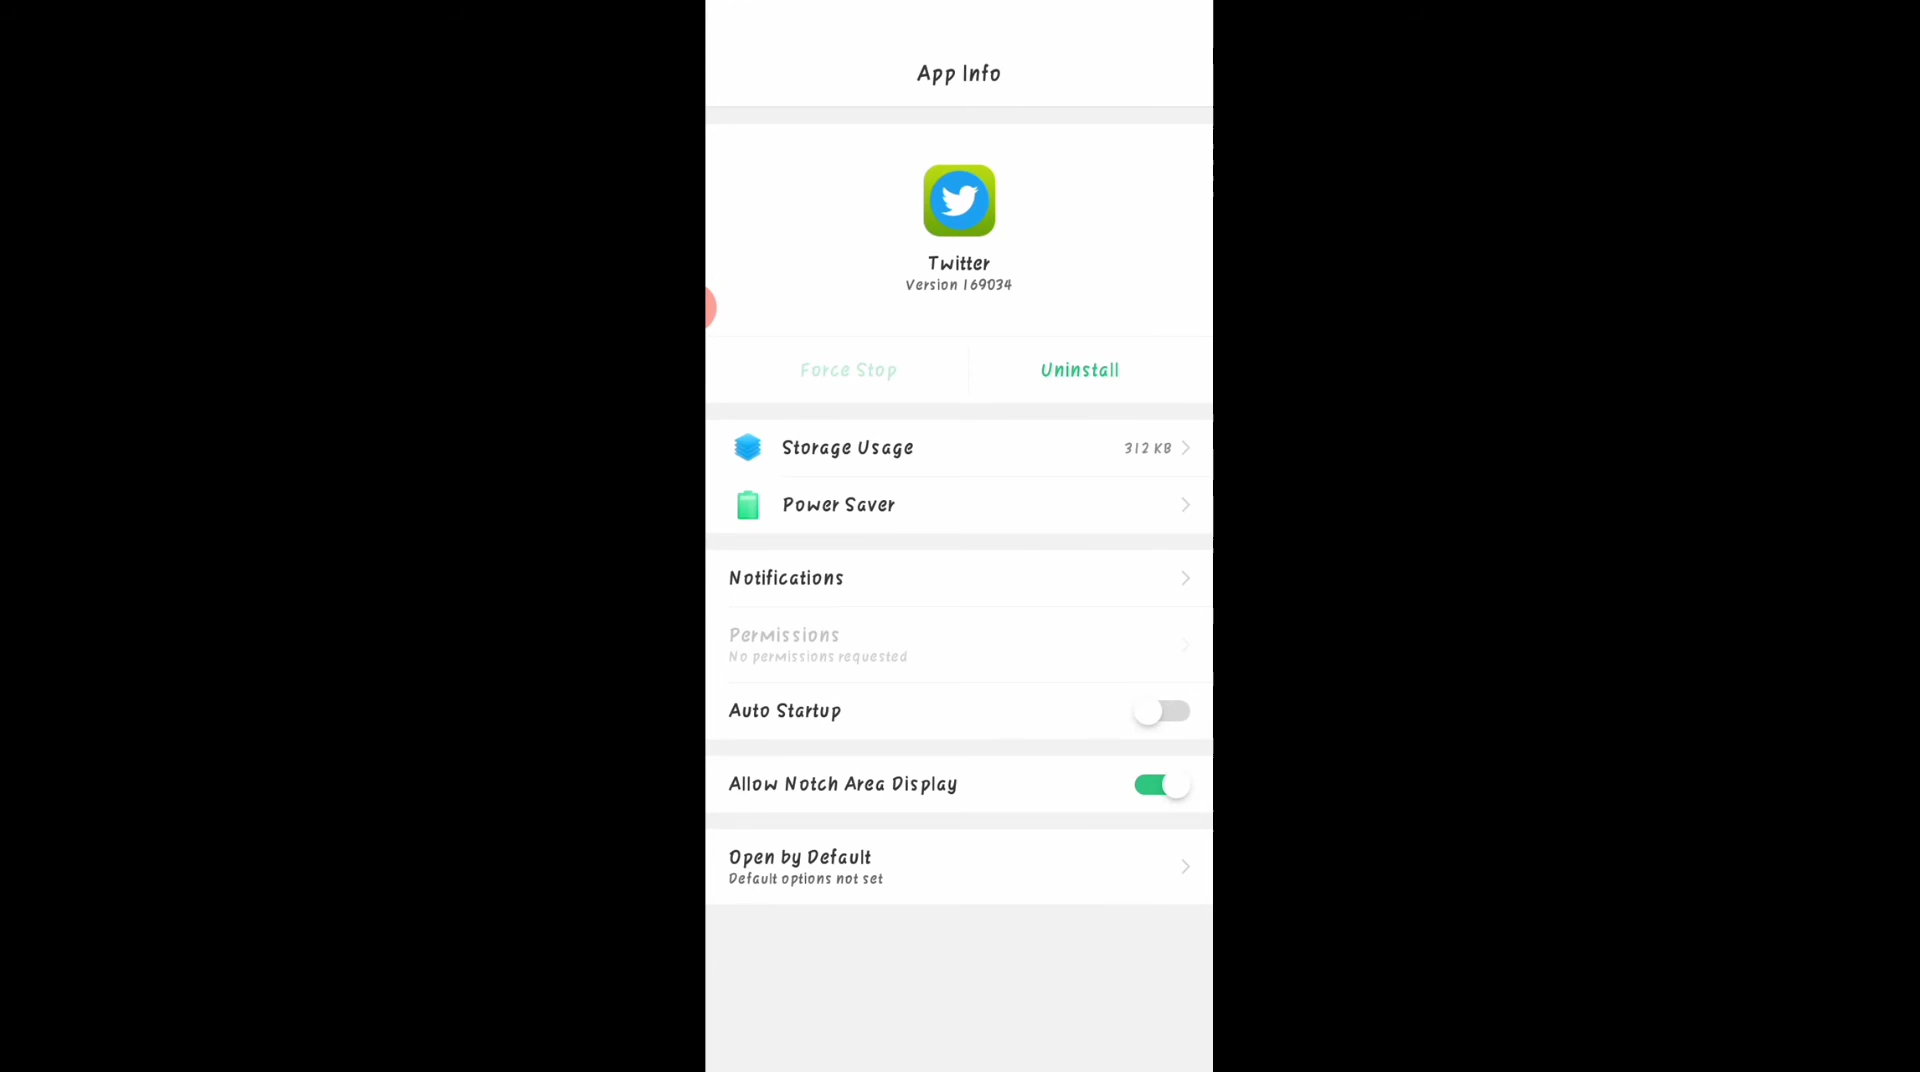 App Info
Twitter
Version 169034
Force Stop
Uninstall
Storage Usage
312 KB
Power Saver
Notifications
Permissions
No permissions requested
Auto Startup
Allow Notch Area Display
Open by Default
Default options not set